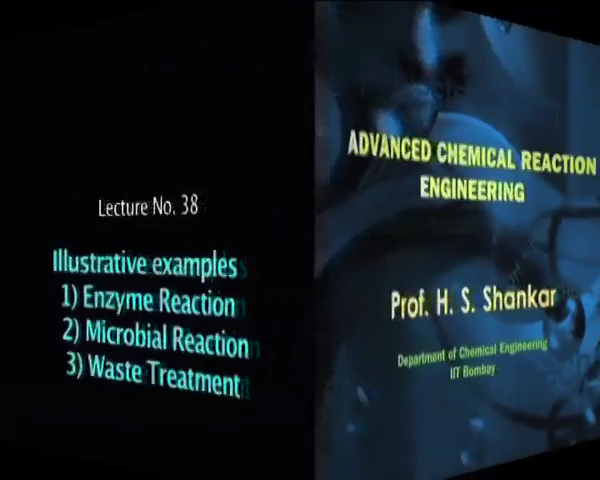 Lecture No. 38
Illustrative examples
1) Enzyme Reaction
2) Microbial Reaction
3) Waste Treatment
ADVANCED CHEMICAL REACTION
ENGINEERING
Prof. H. S. Shankar
Department of Chemical Engineering
IIT Bombay